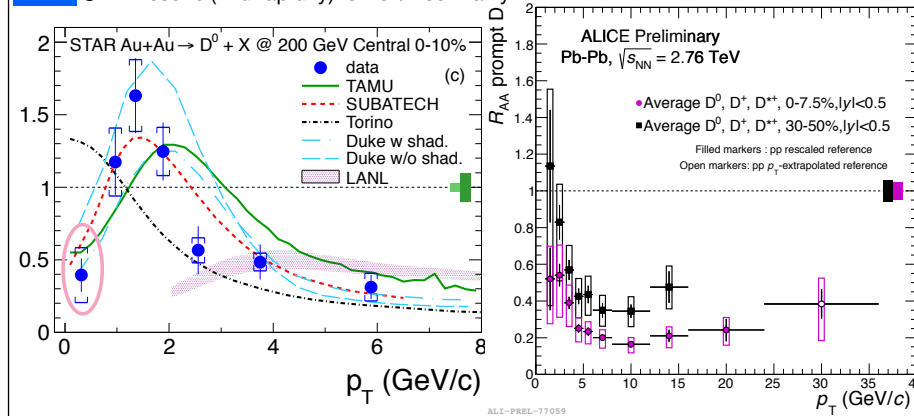 STAR Au+Au → D⁰ + X @ 200 GeV Central 0-10%
(c)
data
TAMU
SUBATECH
Torino
Duke w shad.
Duke w/o shad.
LANL
2
1.5
1
0.5
0
0 2 4 6 8
p_T (GeV/c)
R_AA prompt D
ALICE Preliminary
Pb-Pb, √s_NN = 2.76 TeV
Average D⁰, D⁺, D*⁺, 0-7.5%,|y|<0.5
Average D⁰, D⁺, D*⁺, 30-50%,|y|<0.5
Filled markers : pp rescaled reference
Open markers: pp p_T-extrapolated reference
2
1.8
1.6
1.4
1.2
1
0.8
0.6
0.4
0.2
0
0 5 10 15 20 25 30 35 4
p_T (GeV/c)
ALI-PREL-77059